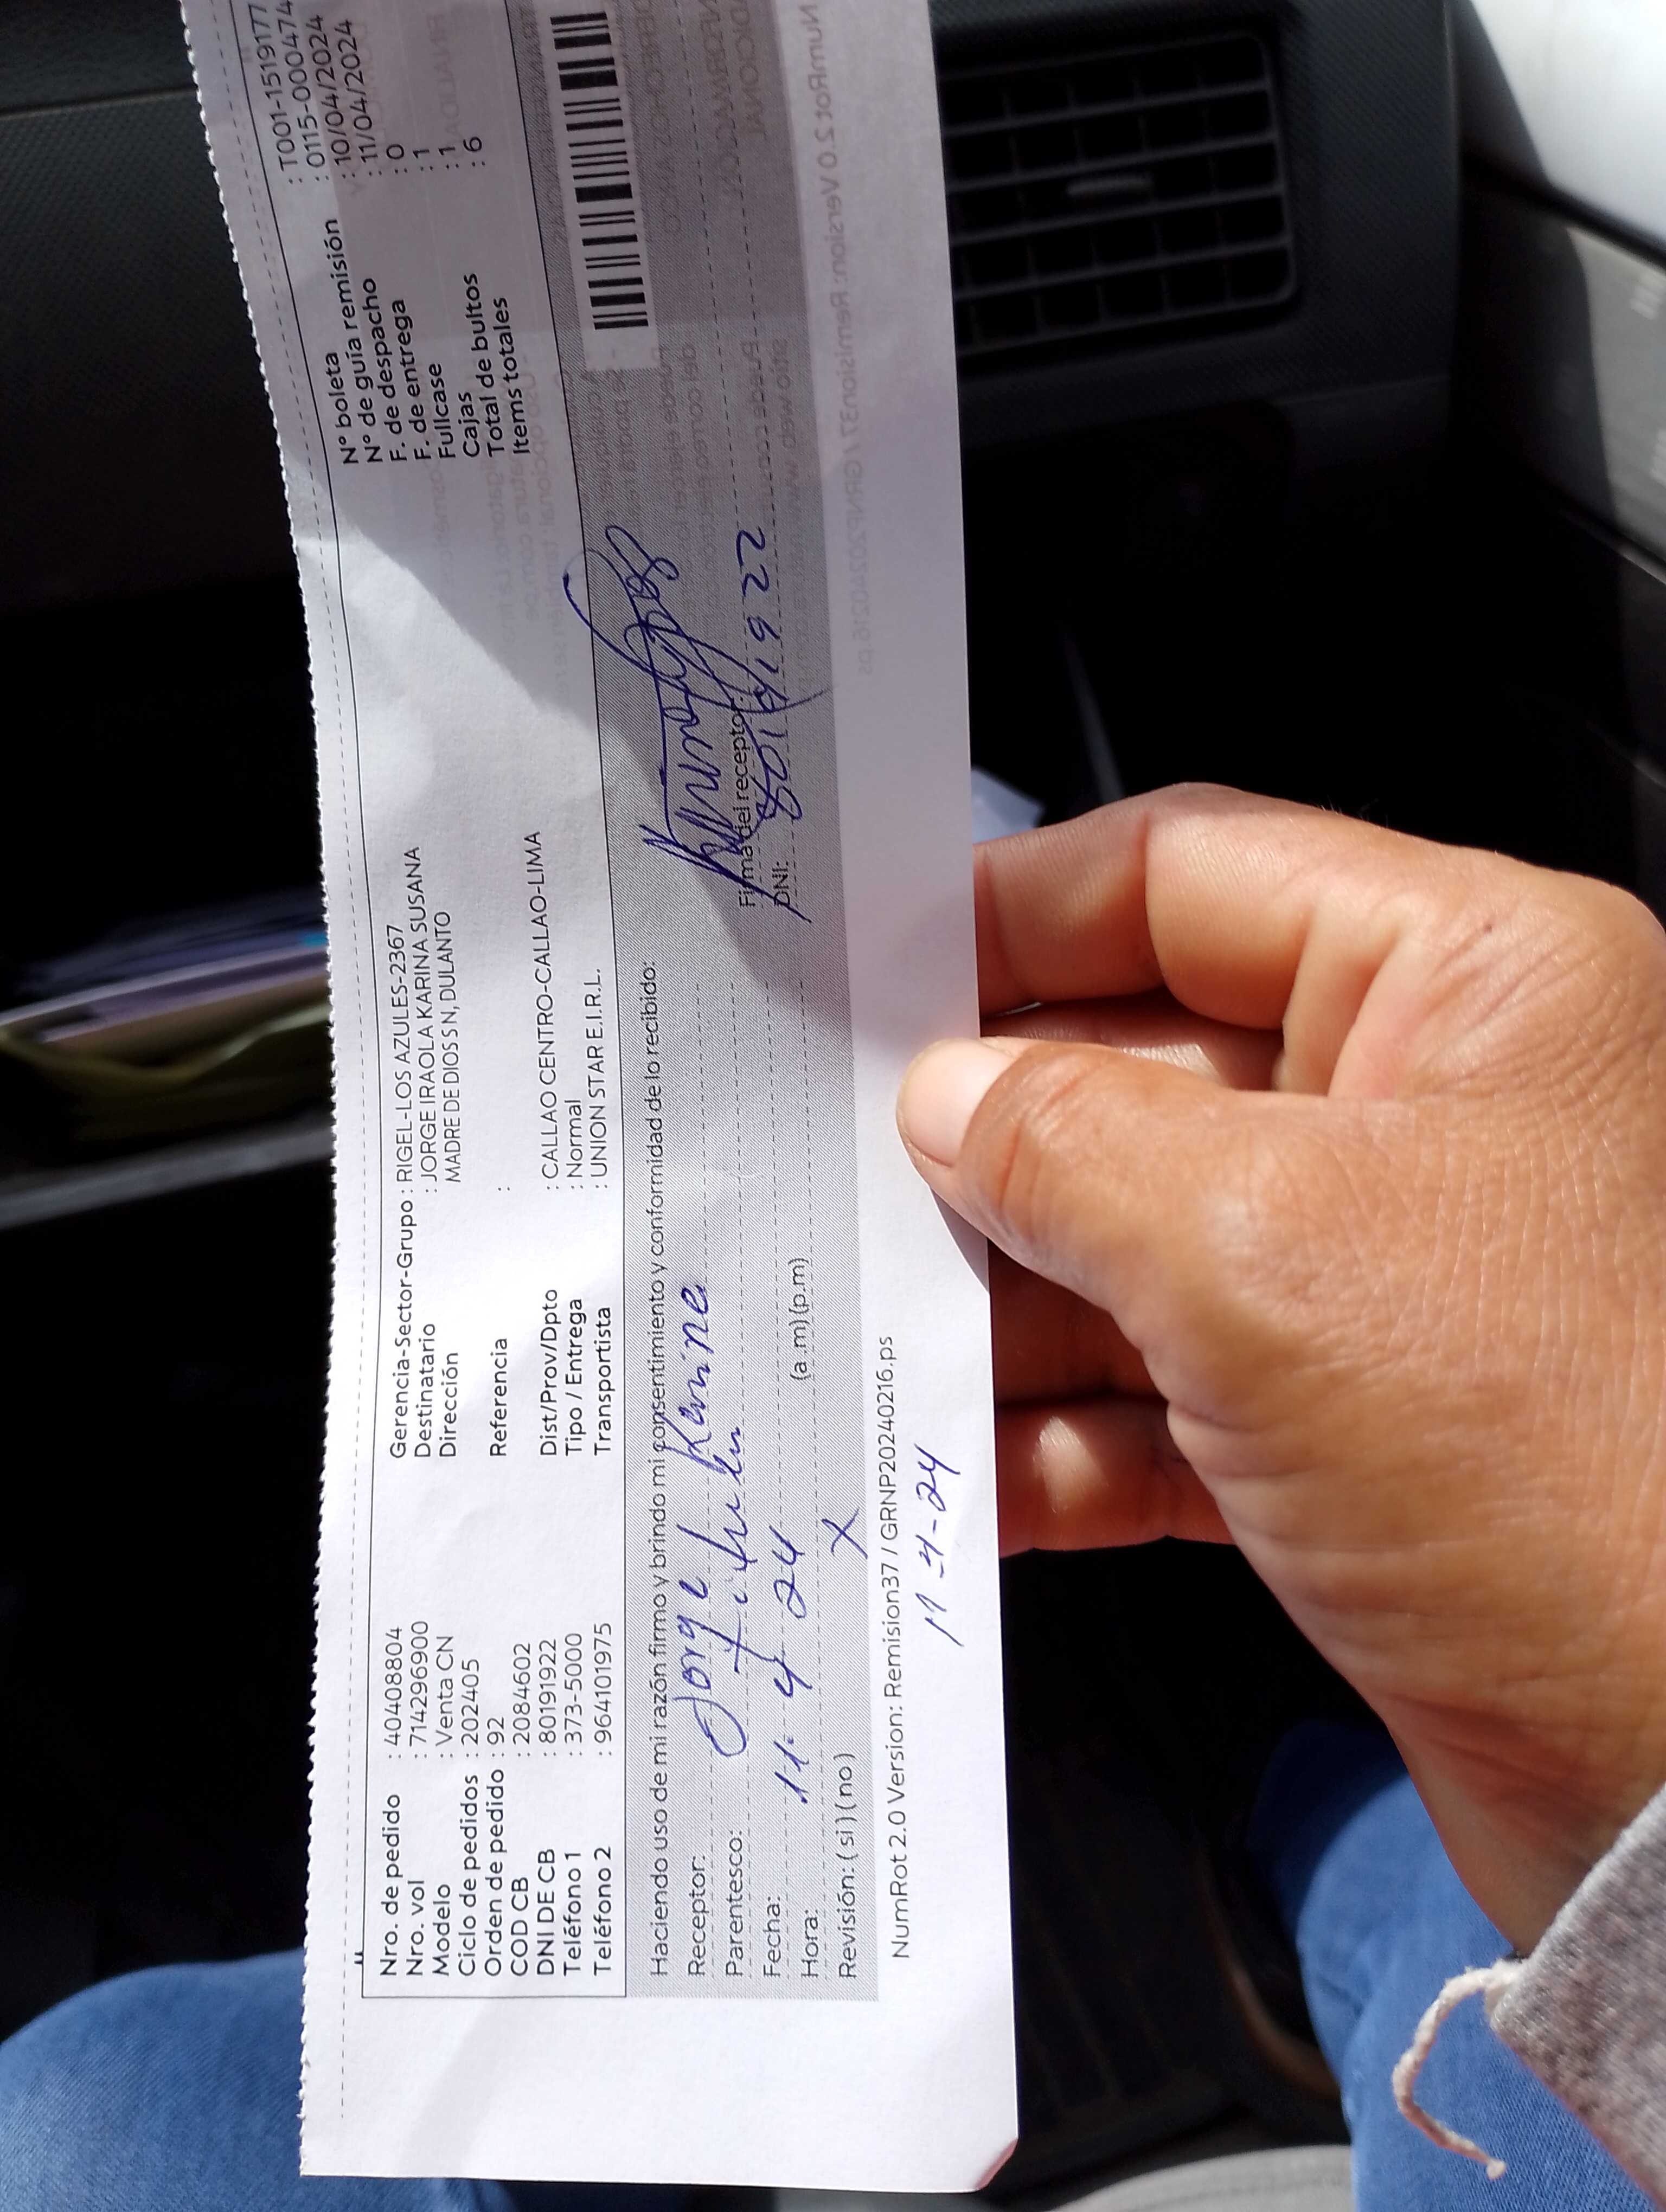 Nro. de pedido : 40408804
Nro. vol : 714296900
Modelo : Venta CN
Ciclo de pedidos : 202405
Orden de pedido : 92
COD CB : 2084602
DNI DE CB : 80191922
Teléfono 1 : 373-5000
Teléfono 2 : 964101975
Gerencia-Sector-Grupo : RIGEL-LOS AZULES-2367
Destinatario : JORGE IRAOLA KARINA SUSANA
Dirección MADRE DE DIOS S N, DULANTO
Referencia :
Dist/Prov/Dpto : CALLAO CENTRO-CALLAO-LIMA
Tipo / Entrega : Normal
Transportista : UNION STAR E.I.R.L.
N° boleta : T001-1519177
N° de guía remisión : 0115-0000474
F. de despacho : 10/04/2024
F. de entrega : 11/04/2024
Fullcase : 0
Cajas : 1
Total de bultos : 1
Items totales : 6
Haciendo uso de mi razón firmo y brindo mi consentimiento y conformidad de lo recibido:
Receptor: Jorge Karina
Parentesco:
Firma del receptor
Fecha: 11-4-24
DNI: 80191922
Hora: (a.m) (p.m)
Revisión: ( si ) ( no ) X
NumRot 2.0 Version: Remision37 / GRNP20240216.ps
11-4-24